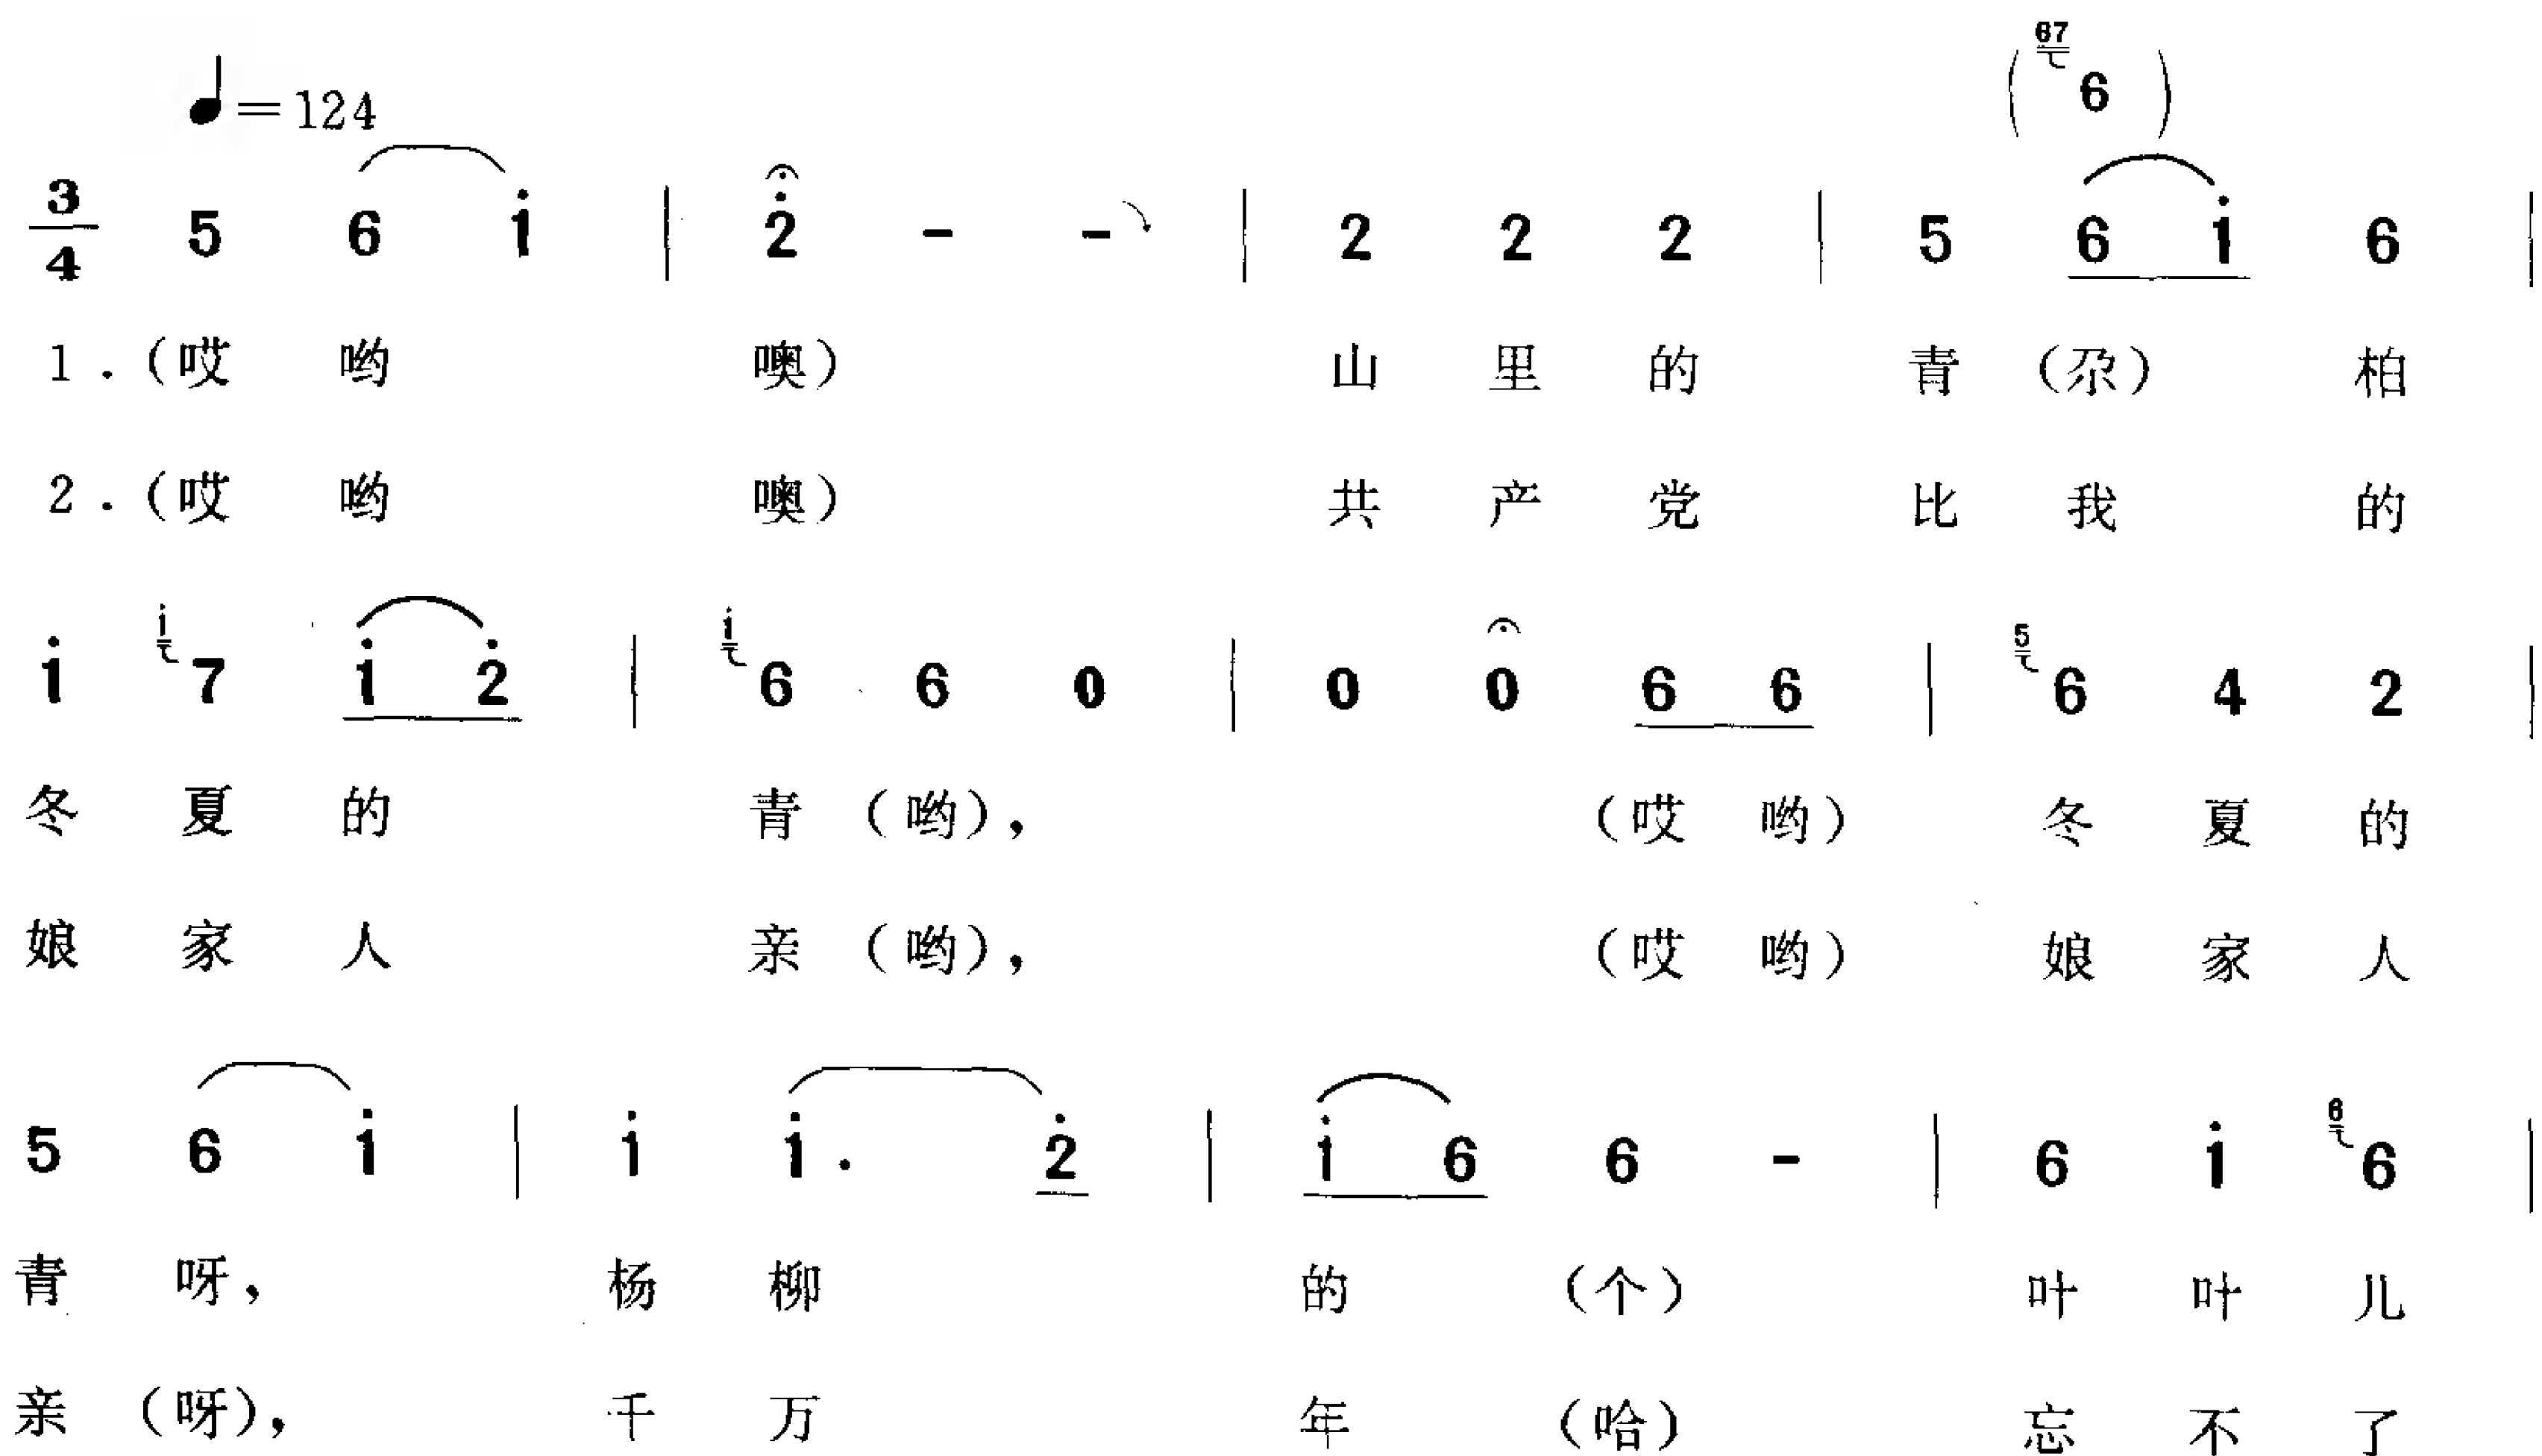 67
( 6 )
♩=124
3/4 5 6 i | 2̇ - - | 2 2 2 | 5 6 i 6 |
1.(哎 哟 噢) 山 里 的 青 (尕) 柏
2.(哎 哟 噢) 共 产 党 比 我 的
i i 7 i 2̇ | i 6 6 0 | 0 0 6 6 | 5 6 4 2 |
冬 夏 的 青 (哟), (哎 哟) 冬 夏 的
娘 家 人 亲 (哟), (哎 哟) 娘 家 人
5 6 i | i i. 2̇ | i 6 6 - | 6 i 6 6 |
青 呀, 杨 柳 的 (个) 叶 叶 儿
亲 (呀), 千 万 年 (哈) 忘 不 了